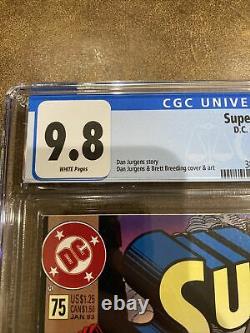 CGC UNIVE
9.8
WHITE Pages
Super
D.C.
Dan Jurgens story
Dan Jurgens & Brett Breeding cover & art
DC
75
US$1.25
CAN$1.50
JAN 93
SU